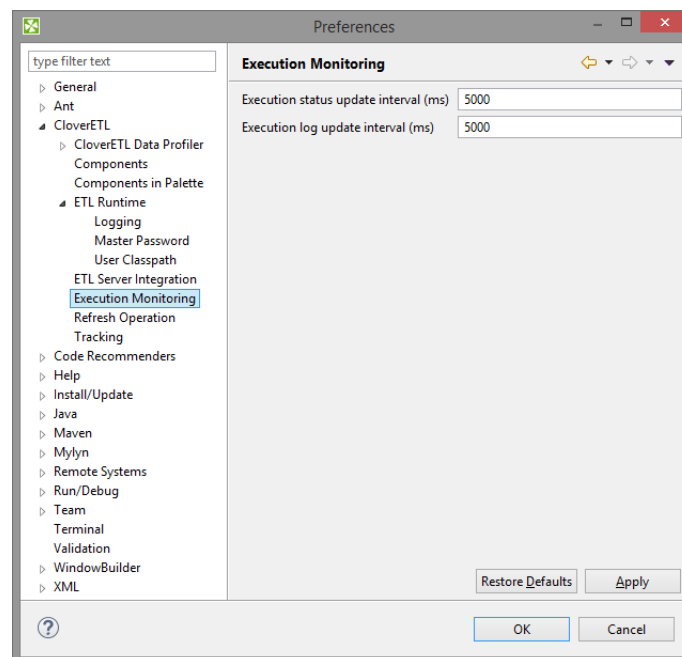 Preferences
type filter text
General
Ant
CloverETL
CloverETL Data Profiler
Components
Components in Palette
ETL Runtime
Logging
Master Password
User Classpath
ETL Server Integration
Execution Monitoring
Refresh Operation
Tracking
Code Recommenders
Help
Install/Update
Java
Maven
Mylyn
Remote Systems
Run/Debug
Team
Terminal
Validation
WindowBuilder
XML
Execution Monitoring
Execution status update interval (ms) 5000
Execution log update interval (ms) 5000
Restore Defaults Apply
OK Cancel